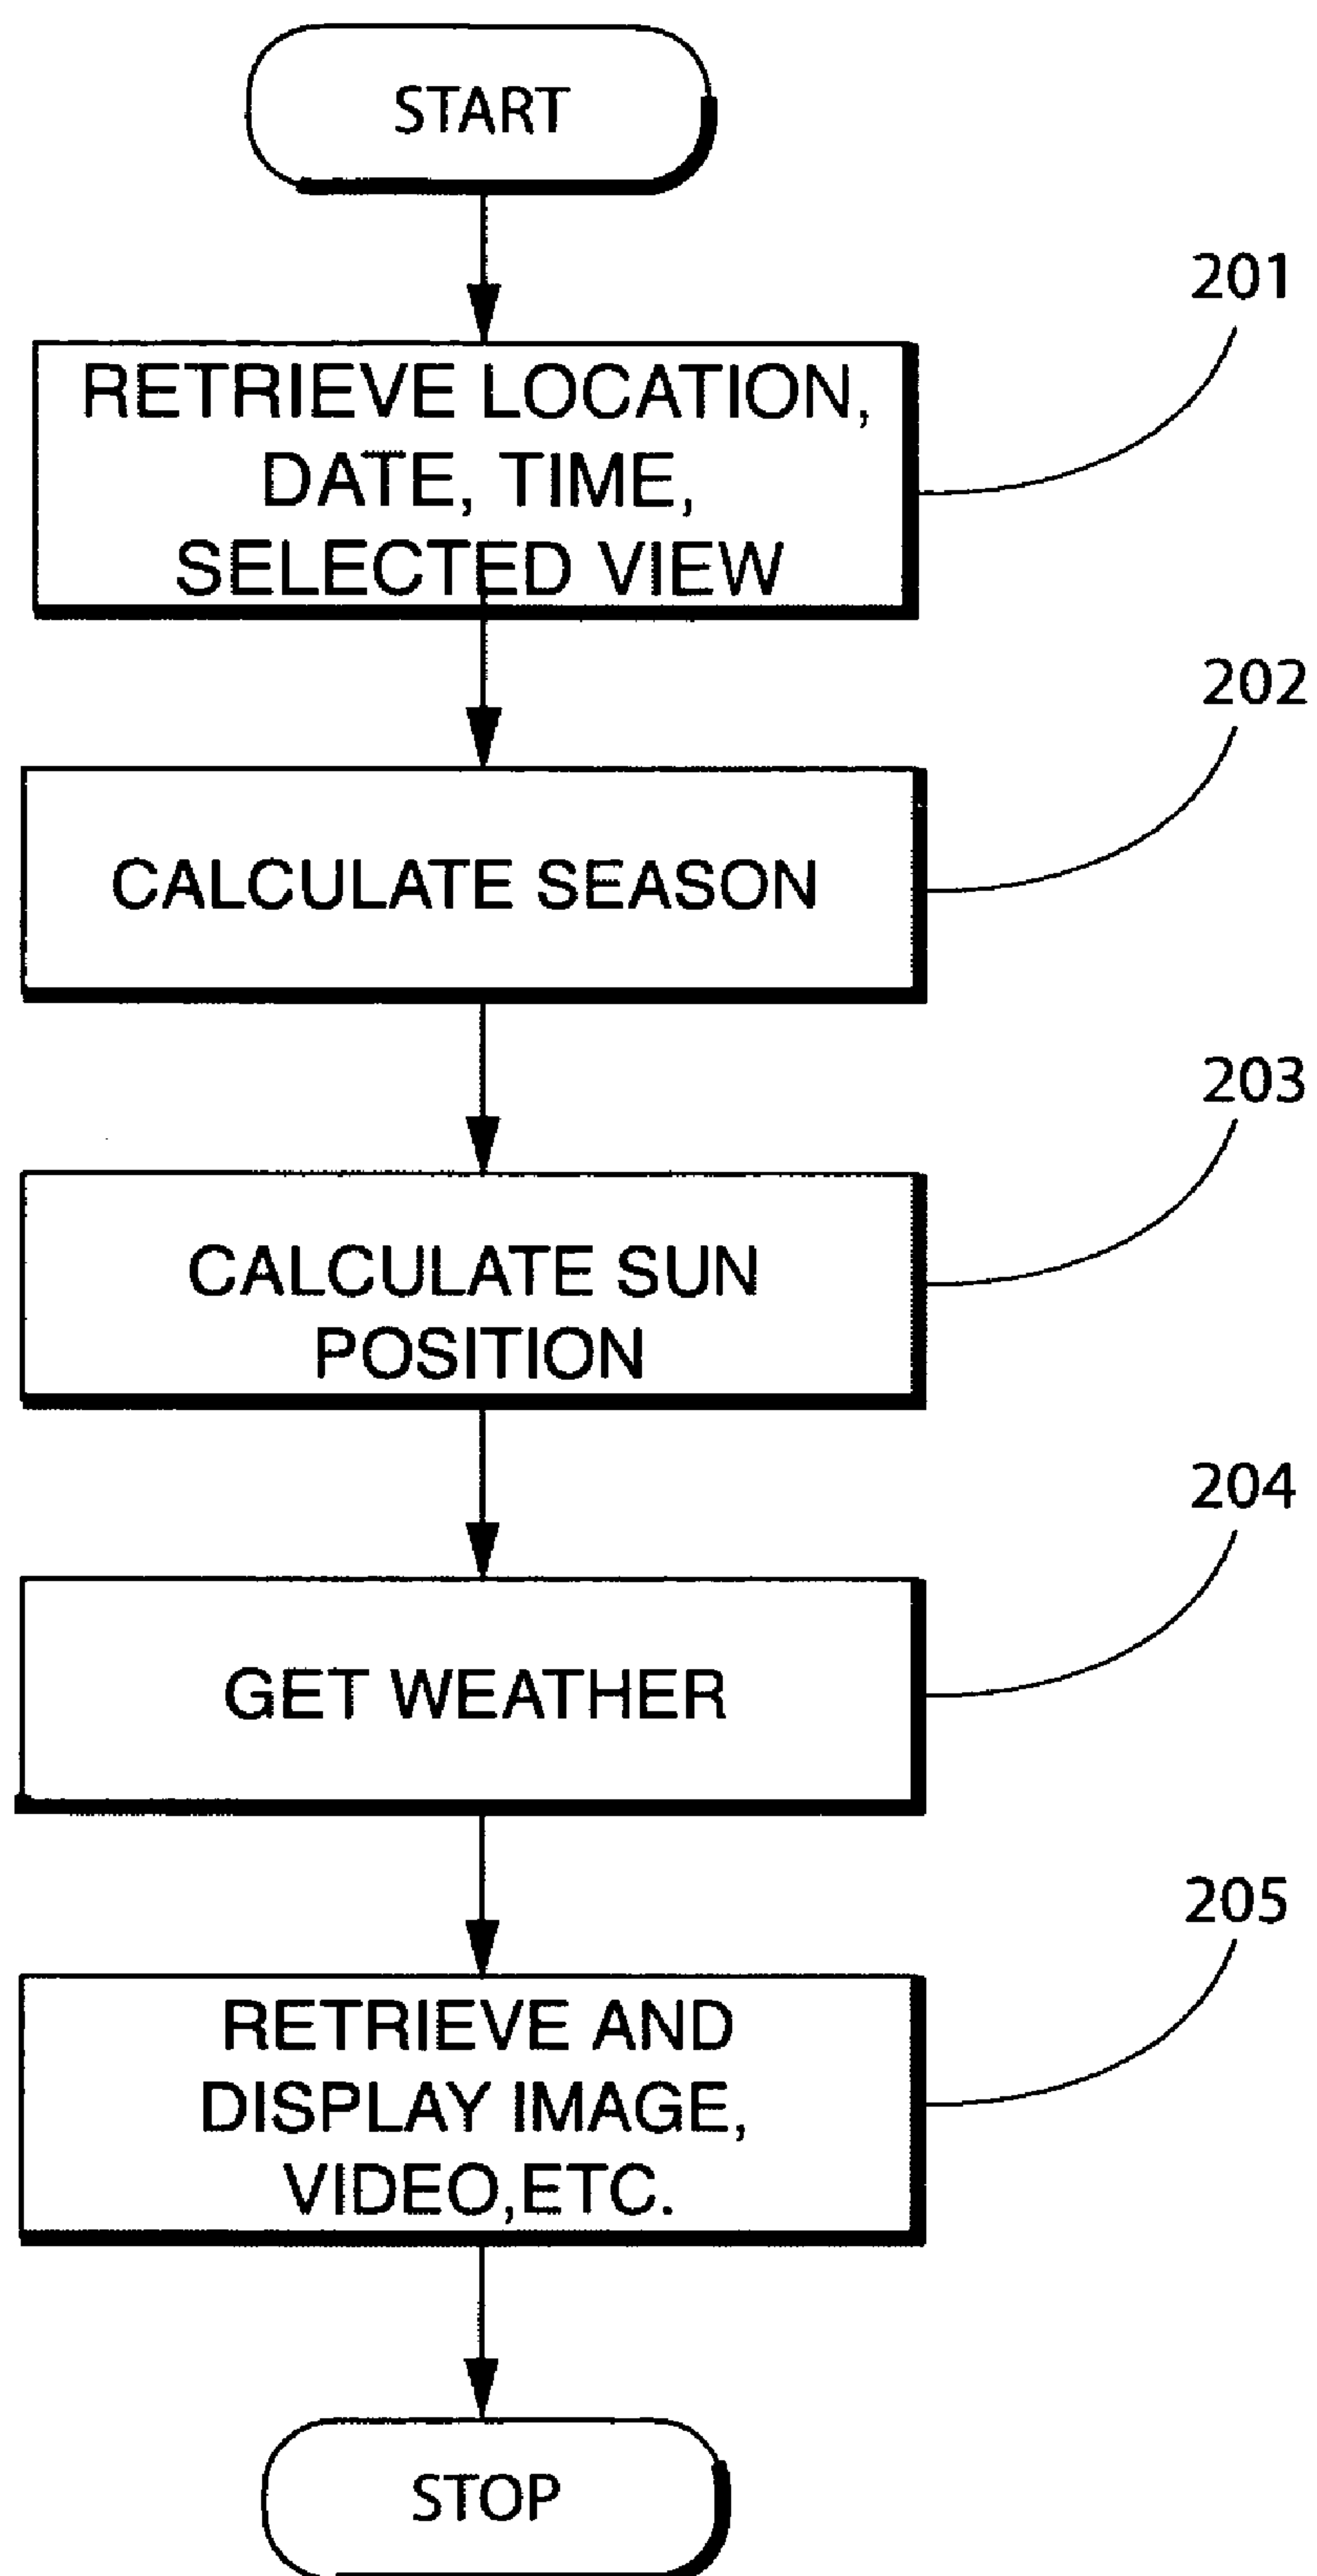 START
201
RETRIEVE LOCATION,
DATE, TIME,
SELECTED VIEW
202
CALCULATE SEASON
203
CALCULATE SUN
POSITION
204
GET WEATHER
205
RETRIEVE AND
DISPLAY IMAGE,
VIDEO,ETC.
STOP